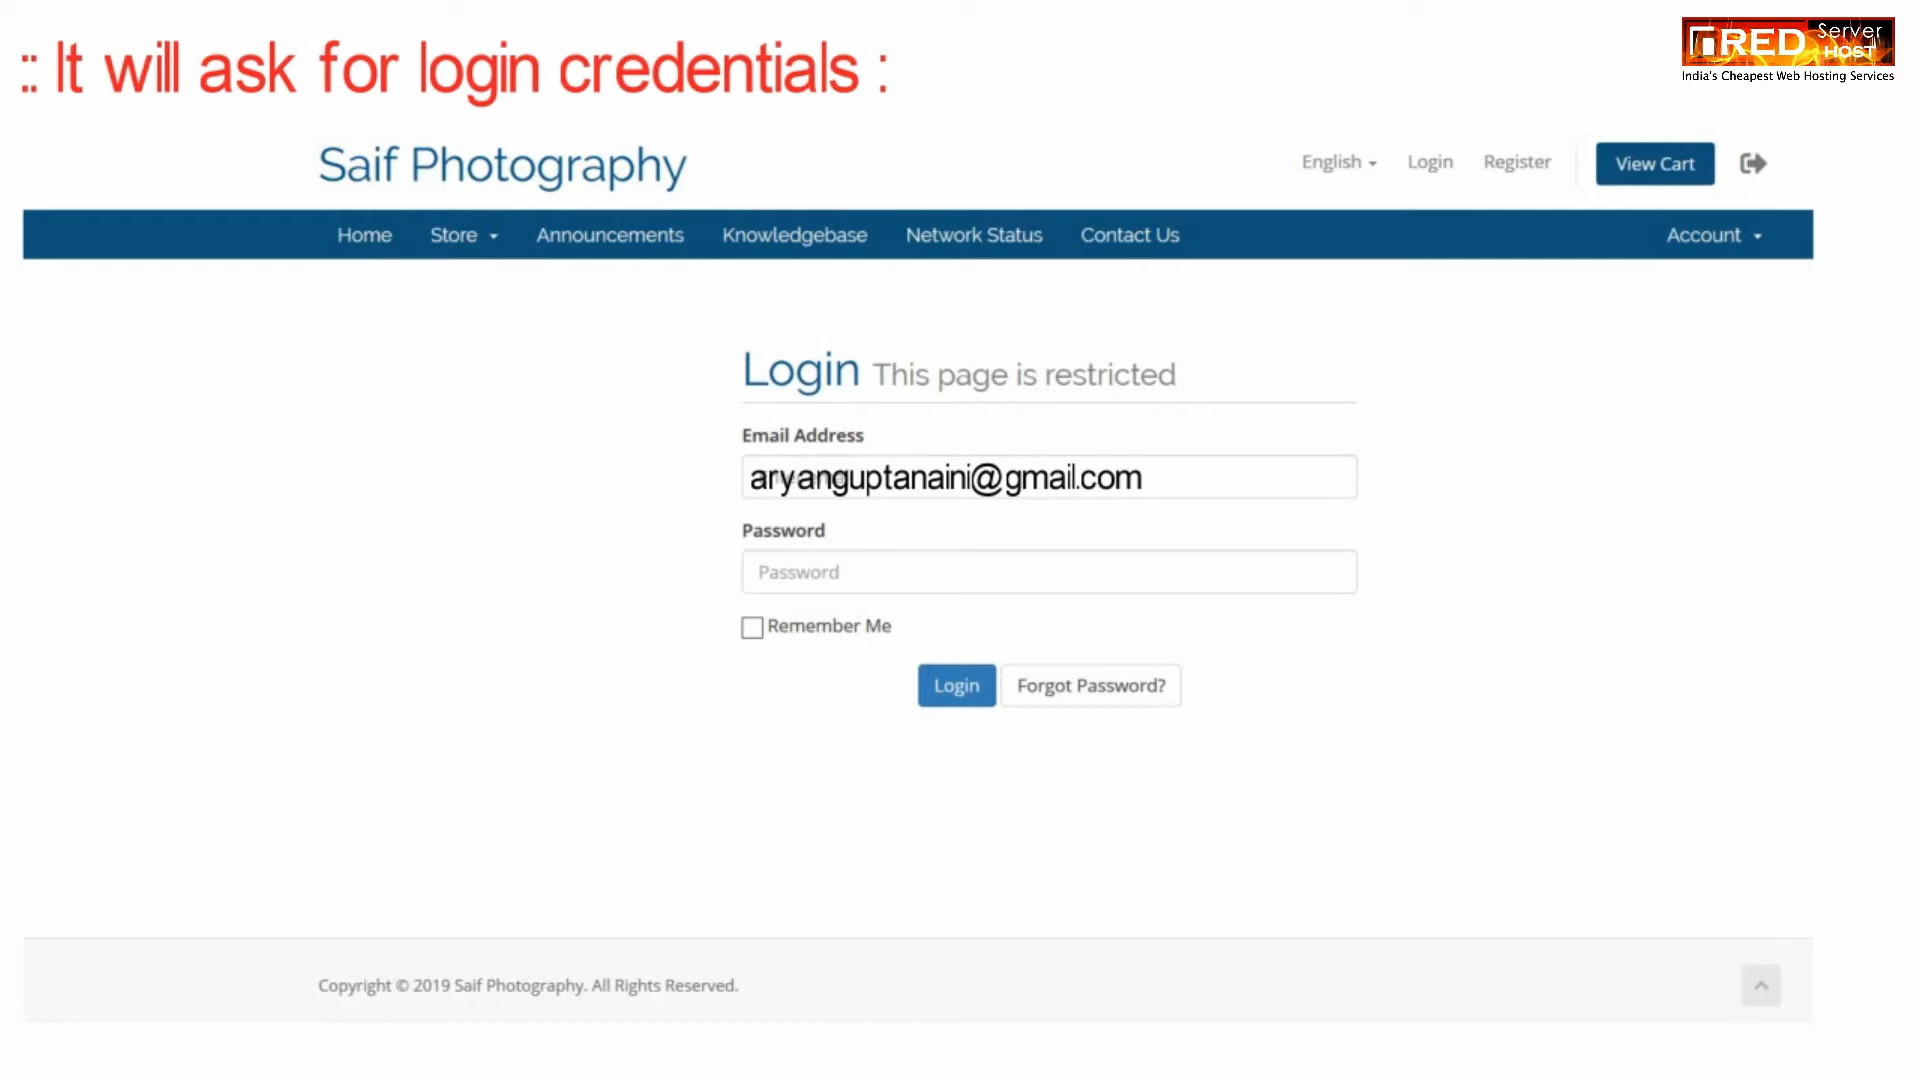 :: It will ask for login credentials :
RED Server HOST
India's Cheapest Web Hosting Services
Saif Photography
English Login Register View Cart
Home Store Announcements Knowledgebase Network Status Contact Us Account
Login This page is restricted
Email Address
aryanguptanaini@gmail.com
Password
Password
Remember Me
Login Forgot Password?
Copyright © 2019 Saif Photography. All Rights Reserved.